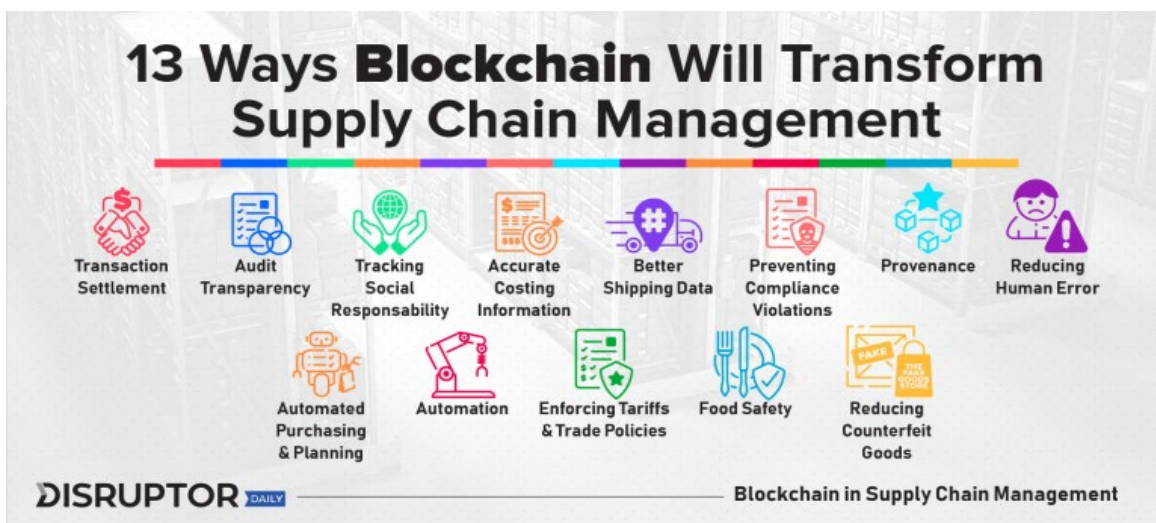 13 Ways Blockchain Will Transform
Supply Chain Management
$
Transaction
Settlement
Audit
Transparency
Tracking
Social
Responsability
$
$$$
Accurate
Costing
Information
#
Better
Shipping Data
Preventing
Compliance
Violations
Provenance
!
Reducing
Human Error
Automated
Purchasing
& Planning
Automation
Enforcing Tariffs
& Trade Policies
Food Safety
FAKE
THE
FAKE
GOODS
STORE
Reducing
Counterfeit
Goods
DISRUPTOR DAILY
Blockchain in Supply Chain Management